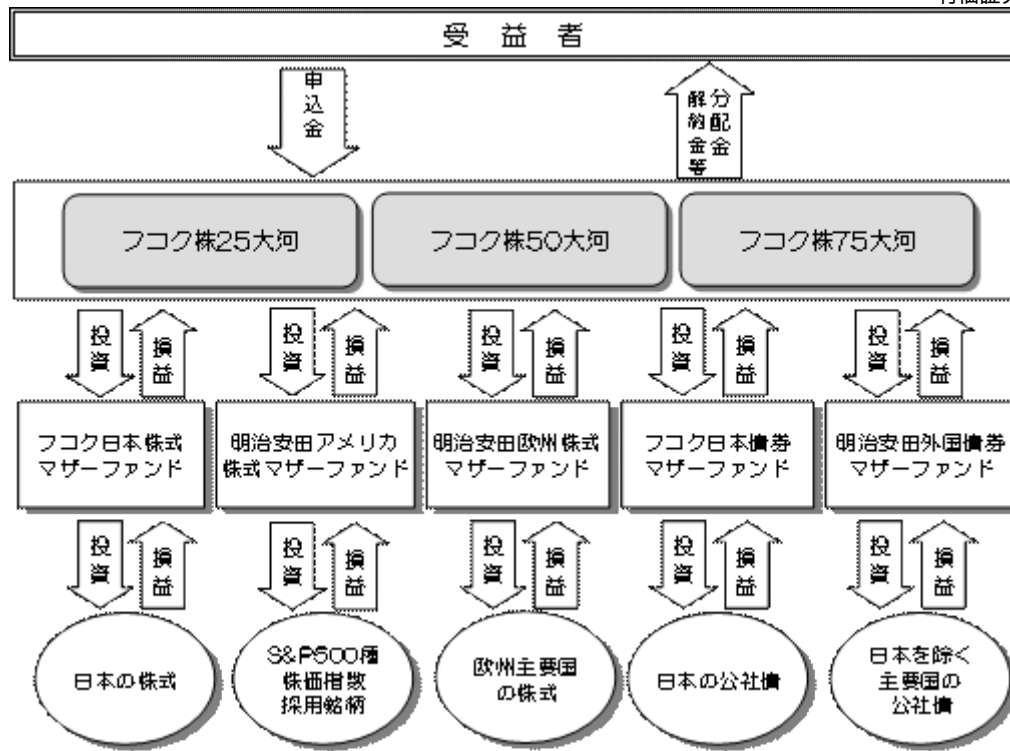 受益者
申込金
分配金
解約金等
フコク株25大河
フコク株50大河
フコク株75大河
投資
損益
投資
損益
投資
損益
投資
損益
投資
損益
フコク日本株式
マザーファンド
明治安田アメリカ
株式マザーファンド
明治安田欧州株式
マザーファンド
フコク日本債券
マザーファンド
明治安田外国債券
マザーファンド
投資
損益
投資
損益
投資
損益
投資
損益
投資
損益
日本の株式
S&P500種
株価指数
採用銘柄
欧州主要国
の株式
日本の公社債
日本を除く
主要国の
公社債